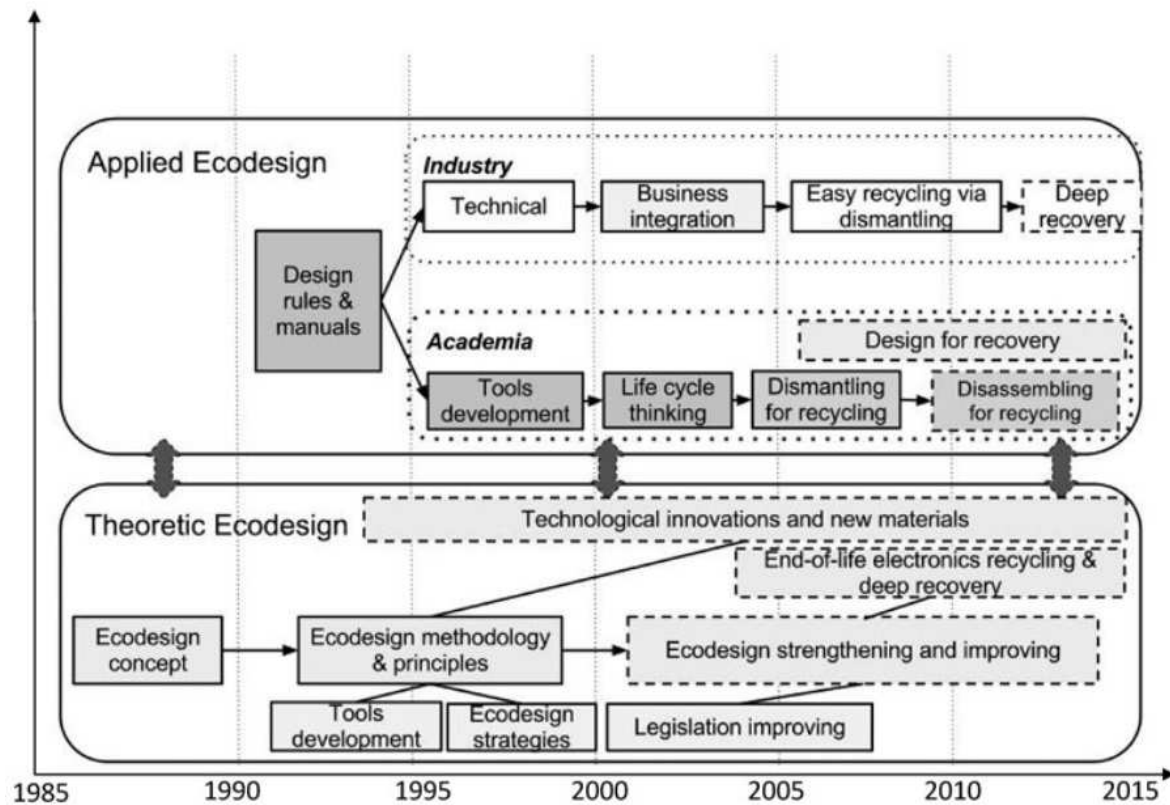 Applied Ecodesign
Industry
Technical
Business
integration
Easy recycling via
dismantling
Deep
recovery
Design
rules &
manuals
Academia
Design for recovery
Tools
development
Life cycle
thinking
Dismantling
for recycling
Disassembling
for recycling
Theoretic Ecodesign
Technological innovations and new materials
End-of-life electronics recycling &
deep recovery
Ecodesign
concept
Ecodesign methodology
& principles
Ecodesign strengthening and improving
Tools
development
Ecodesign
strategies
Legislation improving
1985 1990 1995 2000 2005 2010 2015